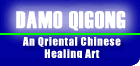 DAMO QIGONG
An Oriental Chinese
Healing Art